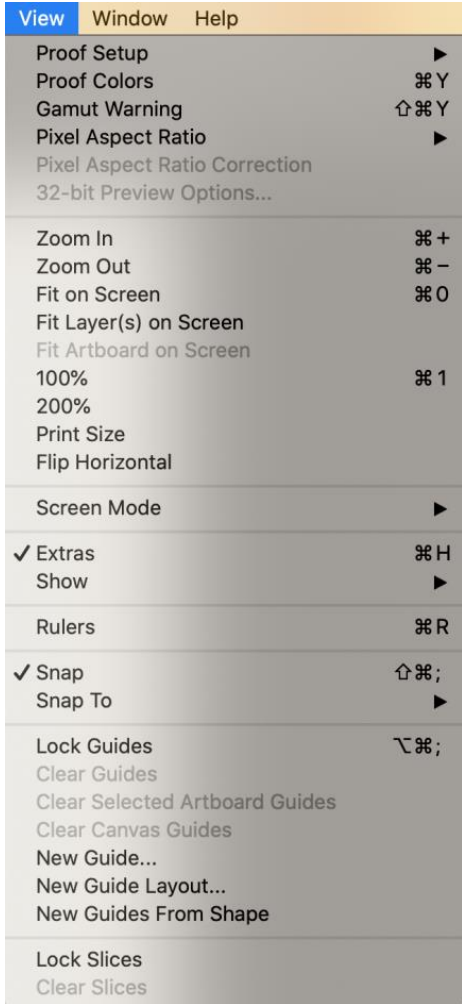 View Window Help
Proof Setup ▶
Proof Colors ⌘Y
Gamut Warning ⇧⌘Y
Pixel Aspect Ratio ▶
Pixel Aspect Ratio Correction
32-bit Preview Options...
Zoom In ⌘+
Zoom Out ⌘−
Fit on Screen ⌘0
Fit Layer(s) on Screen
Fit Artboard on Screen
100% ⌘1
200%
Print Size
Flip Horizontal
Screen Mode ▶
✓ Extras ⌘H
Show ▶
Rulers ⌘R
✓ Snap ⇧⌘;
Snap To ▶
Lock Guides ⌥⌘;
Clear Guides
Clear Selected Artboard Guides
Clear Canvas Guides
New Guide...
New Guide Layout...
New Guides From Shape
Lock Slices
Clear Slices